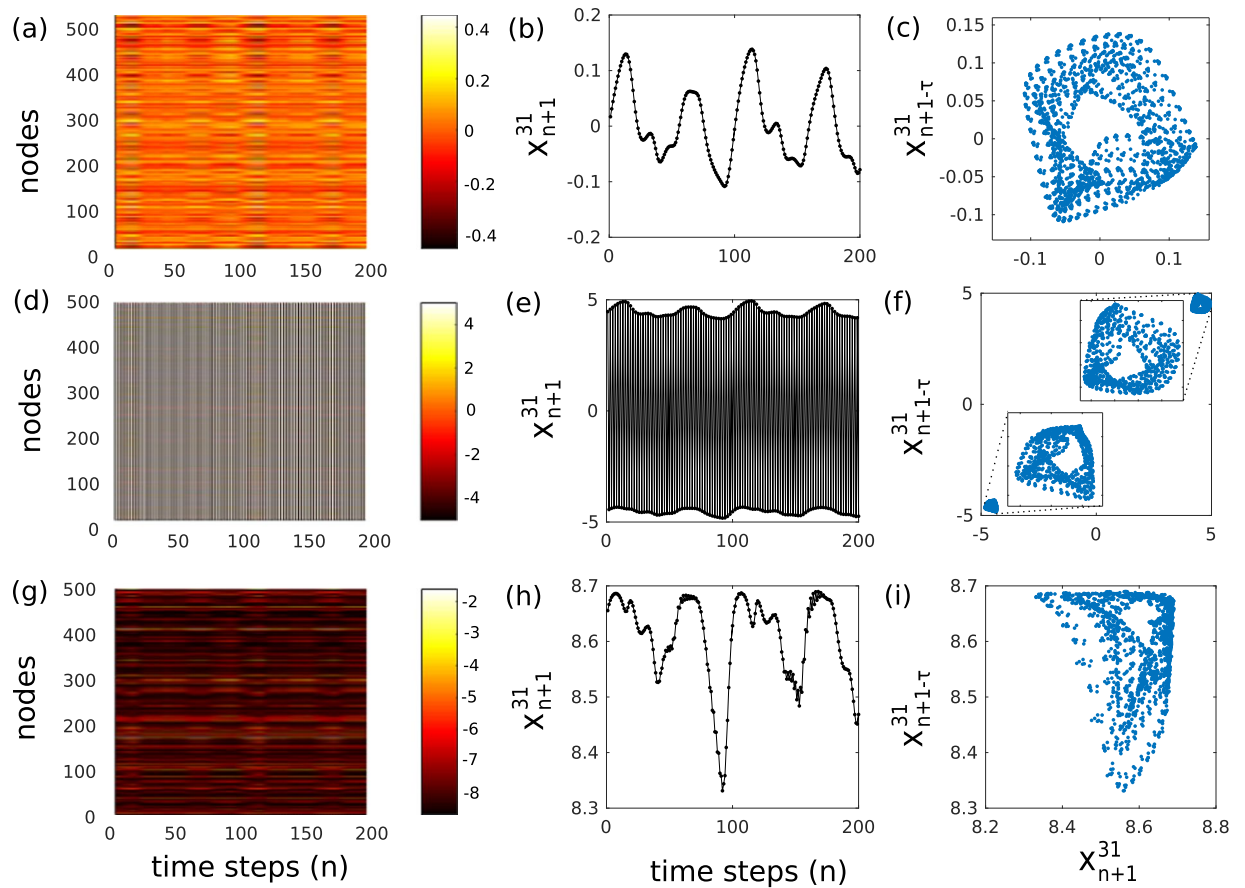 (a)
500
400
300
200
100
0
nodes
0 50 100 150 200
0.4
0.2
0
-0.2
-0.4
(b)
0.2
0.1
0
-0.1
-0.2
X³¹ₙ₊₁
0 100 200
(c)
0.15
0.1
0.05
0
-0.05
-0.1
X³¹ₙ₊₁₋τ
-0.1 0 0.1
(d)
500
400
300
200
100
0
nodes
0 50 100 150 200
4
2
0
-2
-4
(e)
5
0
-5
X³¹ₙ₊₁
0 100 200
(f)
5
0
-5
X³¹ₙ₊₁₋τ
-5 0 5
(g)
500
400
300
200
100
0
nodes
0 50 100 150 200
time steps (n)
-2
-3
-4
-5
-6
-7
-8
(h)
8.7
8.6
8.5
8.4
8.3
X³¹ₙ₊₁
0 100 200
time steps (n)
(i)
8.7
8.6
8.5
8.4
8.3
X³¹ₙ₊₁₋τ
8.2 8.4 8.6 8.8
X³¹ₙ₊₁